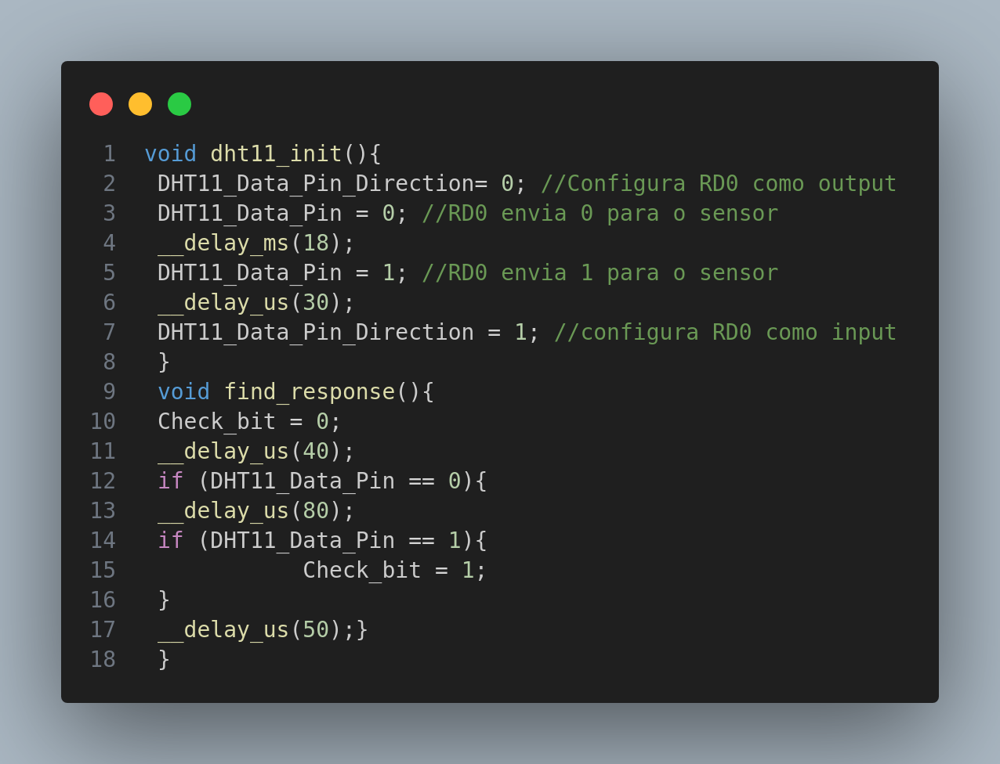 1 void dht11_init(){
2 DHT11_Data_Pin_Direction= 0; //Configura RD0 como output
3 DHT11_Data_Pin = 0; //RD0 envia 0 para o sensor
4 __delay_ms(18);
5 DHT11_Data_Pin = 1; //RD0 envia 1 para o sensor
6 __delay_us(30);
7 DHT11_Data_Pin_Direction = 1; //configura RD0 como input
8 }
9 void find_response(){
10 Check_bit = 0;
11 __delay_us(40);
12 if (DHT11_Data_Pin == 0){
13 __delay_us(80);
14 if (DHT11_Data_Pin == 1){
15 Check_bit = 1;
16 }
17 __delay_us(50);}
18 }